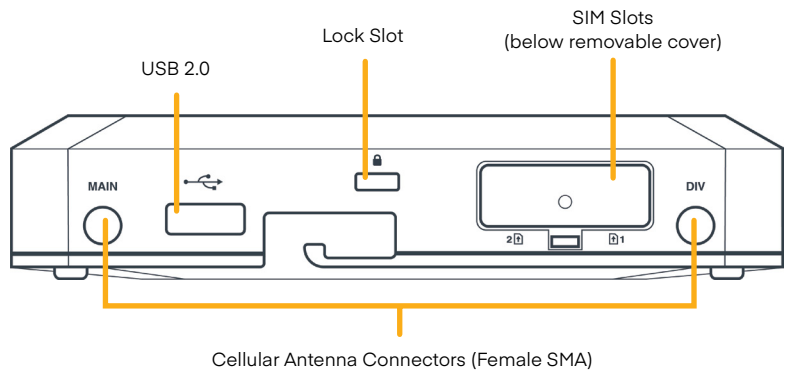 SIM Slots
(below removable cover)
Lock Slot
USB 2.0
MAIN
DIV
2
1
Cellular Antenna Connectors (Female SMA)